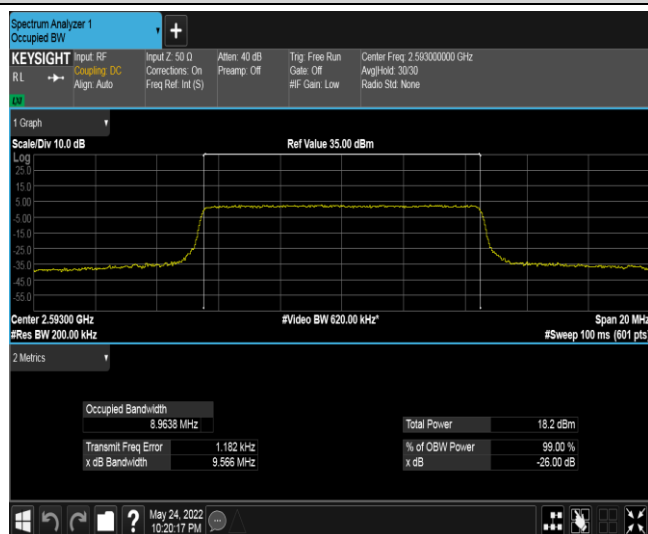 Spectrum Analyzer 1
Occupied BW
+
KEYSIGHT Input: RF Input Z: 50 Ω Atten: 40 dB Trig: Free Run Center Freq: 2.593000000 GHz
RL Coupling: DC Corrections: On Preamp: Off Gate: Off Avg|Hold: 30/30
Align: Auto Freq Ref: Int (S) #IF Gain: Low Radio Std: None
LXI
1 Graph
Scale/Div 10.0 dB Ref Value 35.00 dBm
Log
25.0
15.0
5.00
-5.00
-15.0
-25.0
-35.0
-45.0
-55.0
Center 2.59300 GHz #Video BW 620.00 kHz* Span 20 MHz
#Res BW 200.00 kHz #Sweep 100 ms (601 pts)
2 Metrics
Occupied Bandwidth
8.9638 MHz Total Power 18.2 dBm
Transmit Freq Error 1.182 kHz % of OBW Power 99.00 %
x dB Bandwidth 9.566 MHz x dB -26.00 dB
? May 24, 2022
10:20:17 PM